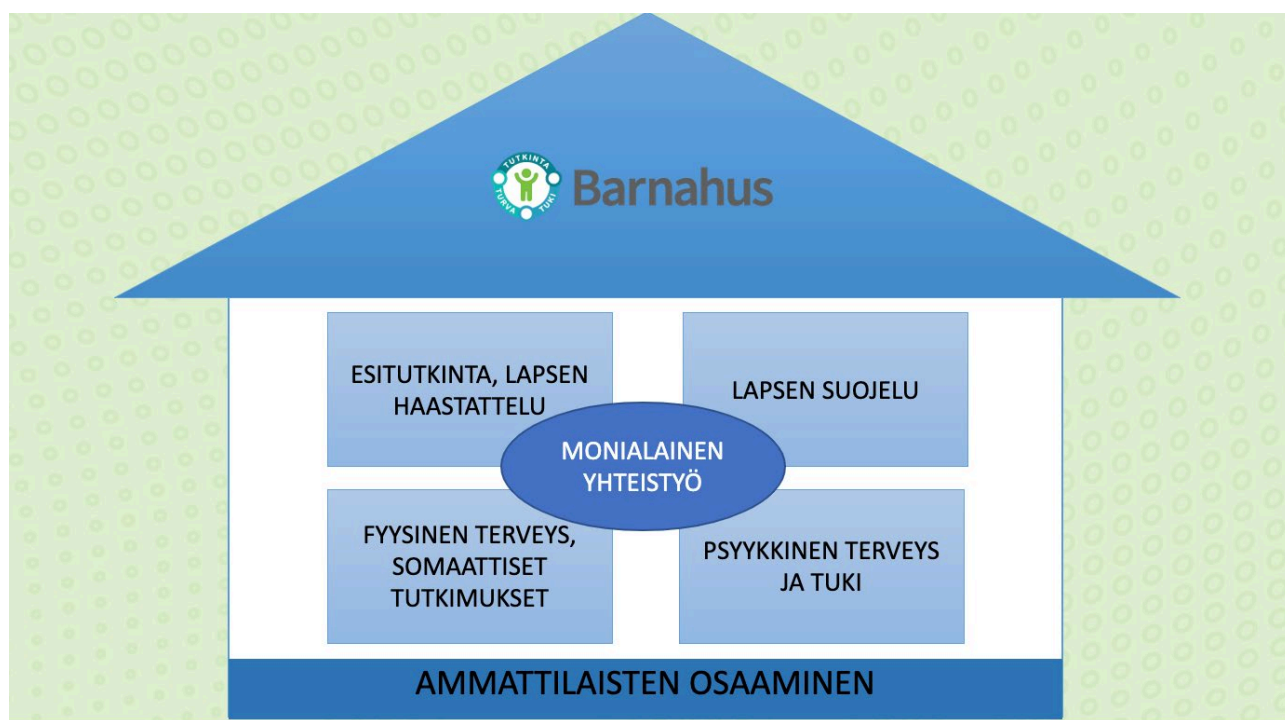 TUTKINTA
TURVA
TUKI
Barnahus
ESITUTKINTA, LAPSEN
HAASTATTELU
LAPSEN SUOJELU
MONIALAINEN
YHTEISTYÖ
FYYSINEN TERVEYS,
SOMAATTISET
TUTKIMUKSET
PSYYKKINEN TERVEYS
JA TUKI
AMMATTILAISTEN OSAAMINEN